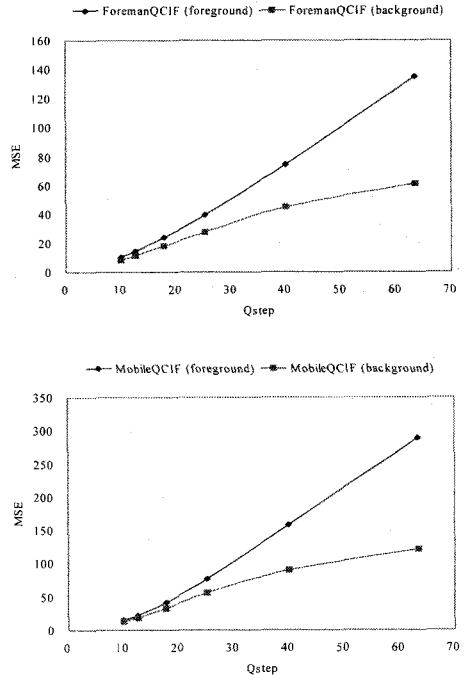 ForemanQCIF (foreground) ForemanQCIF (background)
160
140
120
100
80
60
40
20
0
MSE
0 10 20 30 40 50 60 70
Qstep
MobileQCIF (foreground) MobileQCIF (background)
350
300
250
200
150
100
50
0
MSE
0 10 20 30 40 50 60 70
Qstep